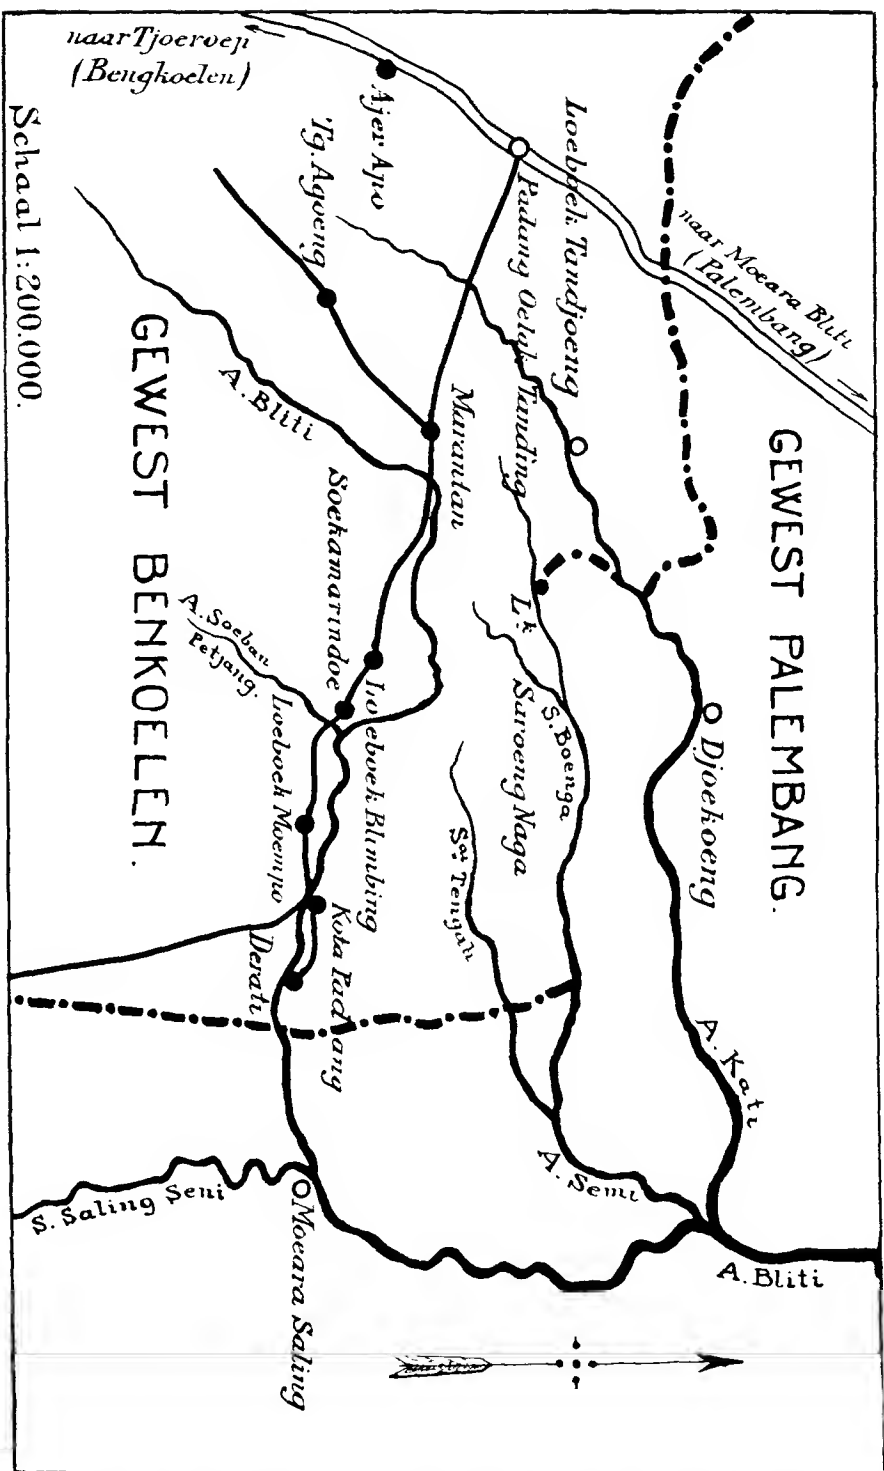 naar Tjoeroep
(Bengkoelen)
Ajer Apo
Tg. Agoeng
Schaal 1:200.000.
Padang Oelak Tanding
Loeboek Tandjoeng
naar Moeara Bliti
(Palembang)
GEWEST PALEMBANG.
GEWEST BENKOELEN.
A. Bliti
Marantan
Soekamarindoe
Lk. Saroeng Naga
A. Soeban
Petjang.
Loeboek Blimbing
Loeboek Moempo
S. Boenga
Djoekoeng
Kota Padang
Derati
Soe. Tengah
A. Kati
A. Semi
S. Saling Seni
Moeara Saling
A. Bliti